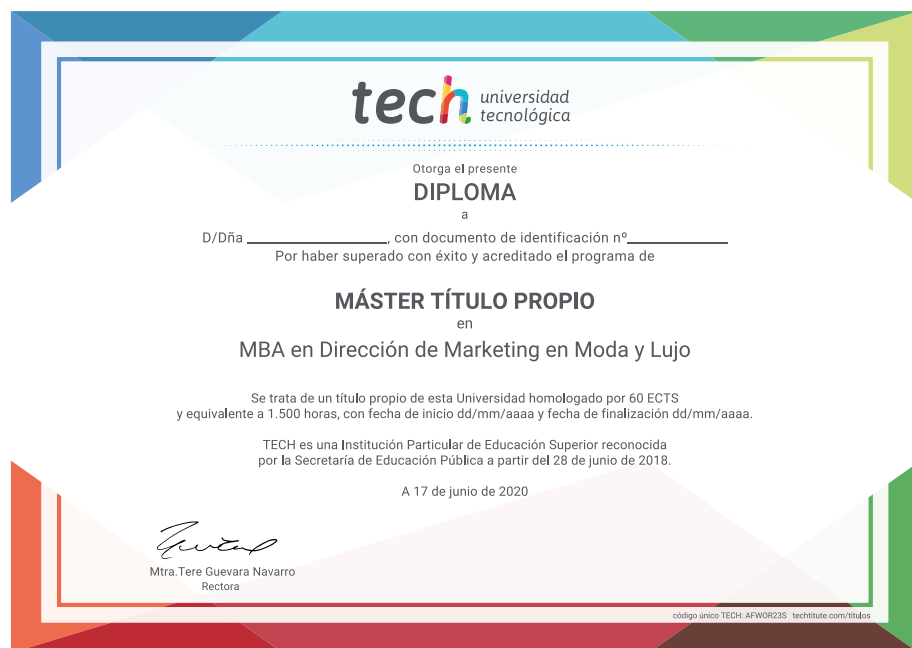 tech universidad
tecnológica
Otorga el presente
DIPLOMA
a
D/Dña ____________________, con documento de identificación nº______________
Por haber superado con éxito y acreditado el programa de
MÁSTER TÍTULO PROPIO
en
MBA en Dirección de Marketing en Moda y Lujo
Se trata de un título propio de esta Universidad homologado por 60 ECTS
y equivalente a 1.500 horas, con fecha de inicio dd/mm/aaaa y fecha de finalización dd/mm/aaaa.
TECH es una Institución Particular de Educación Superior reconocida
por la Secretaría de Educación Pública a partir del 28 de junio de 2018.
A 17 de junio de 2020
Mtra.Tere Guevara Navarro
Rectora
código único TECH: AFWOR23S techtitute.com/titulos